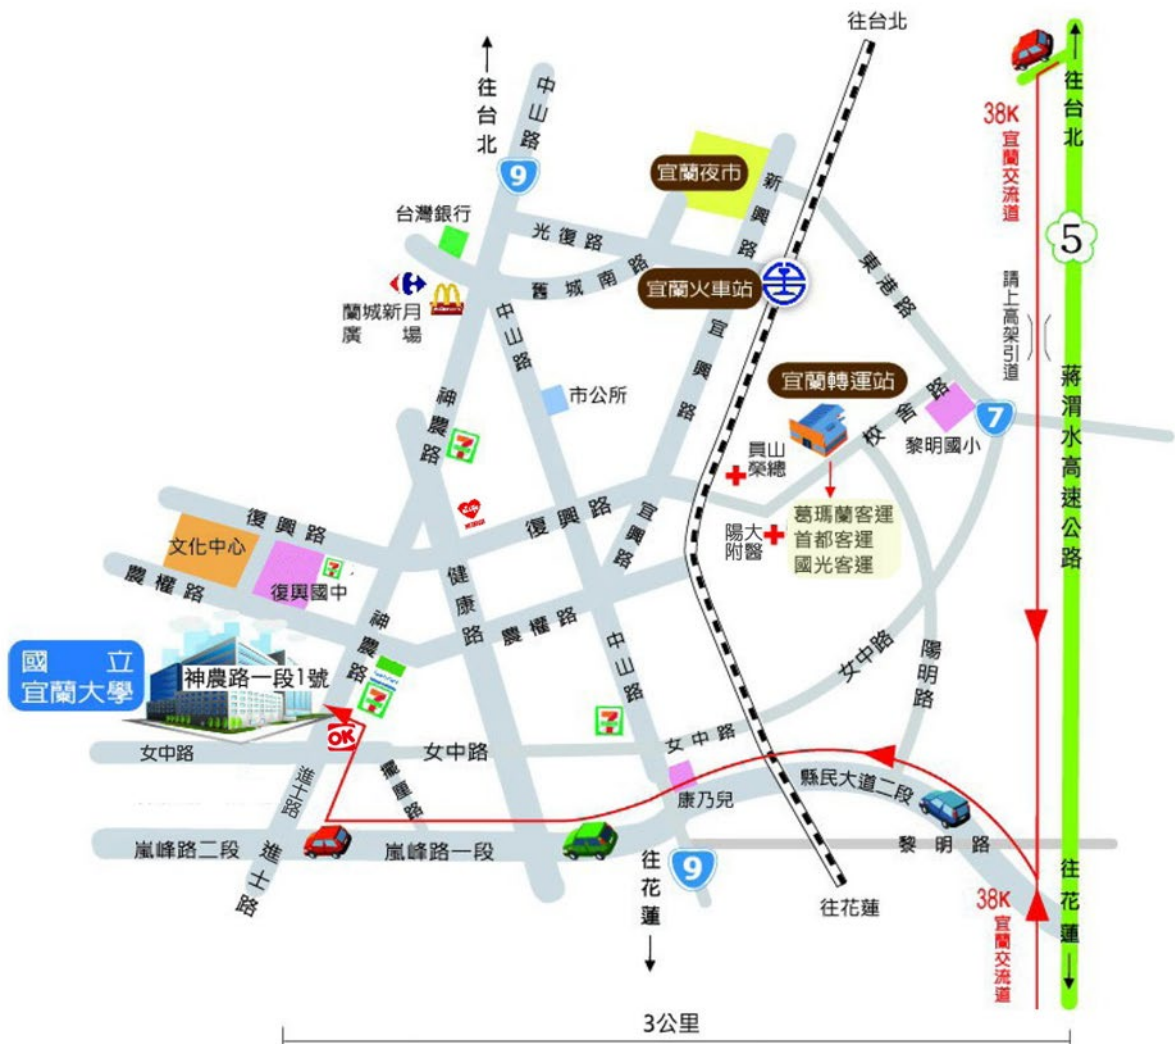 往台北
往台北
中山路
9
宜蘭夜市
新興路
往台北
38K
宜蘭交流道
5
台灣銀行
光復路
舊城南路
東港路
宜蘭火車站
蘭城新月
廣場
中山路
宜興路
請上高架引道
蔣渭水高速公路
宜蘭轉運站
市公所
校舍路
7
黎明國小
神農路
7
員山
榮總
葛瑪蘭客運
首都客運
國光客運
陽大
附醫
復興路
復興路
宜興路
文化中心
農權路
復興國中
7
健康路
農權路
神農路
中山路
女中路
陽明路
國立
宜蘭大學
神農路一段1號
7
7
OK
女中路
女中路
女中路
進士路
擺厘路
康乃兒
縣民大道二段
嵐峰路二段
進士路
嵐峰路一段
往花蓮
9
黎明路
往花蓮
38K
宜蘭交流道
往花蓮
3公里